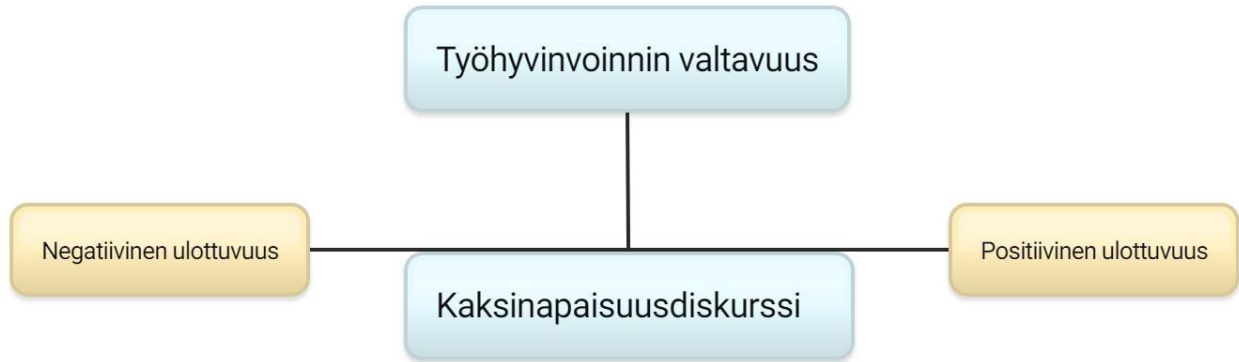 Työhyvinvoinnin valtavuus
Negatiivinen ulottuvuus
Positiivinen ulottuvuus
Kaksinapaisuusdiskurssi